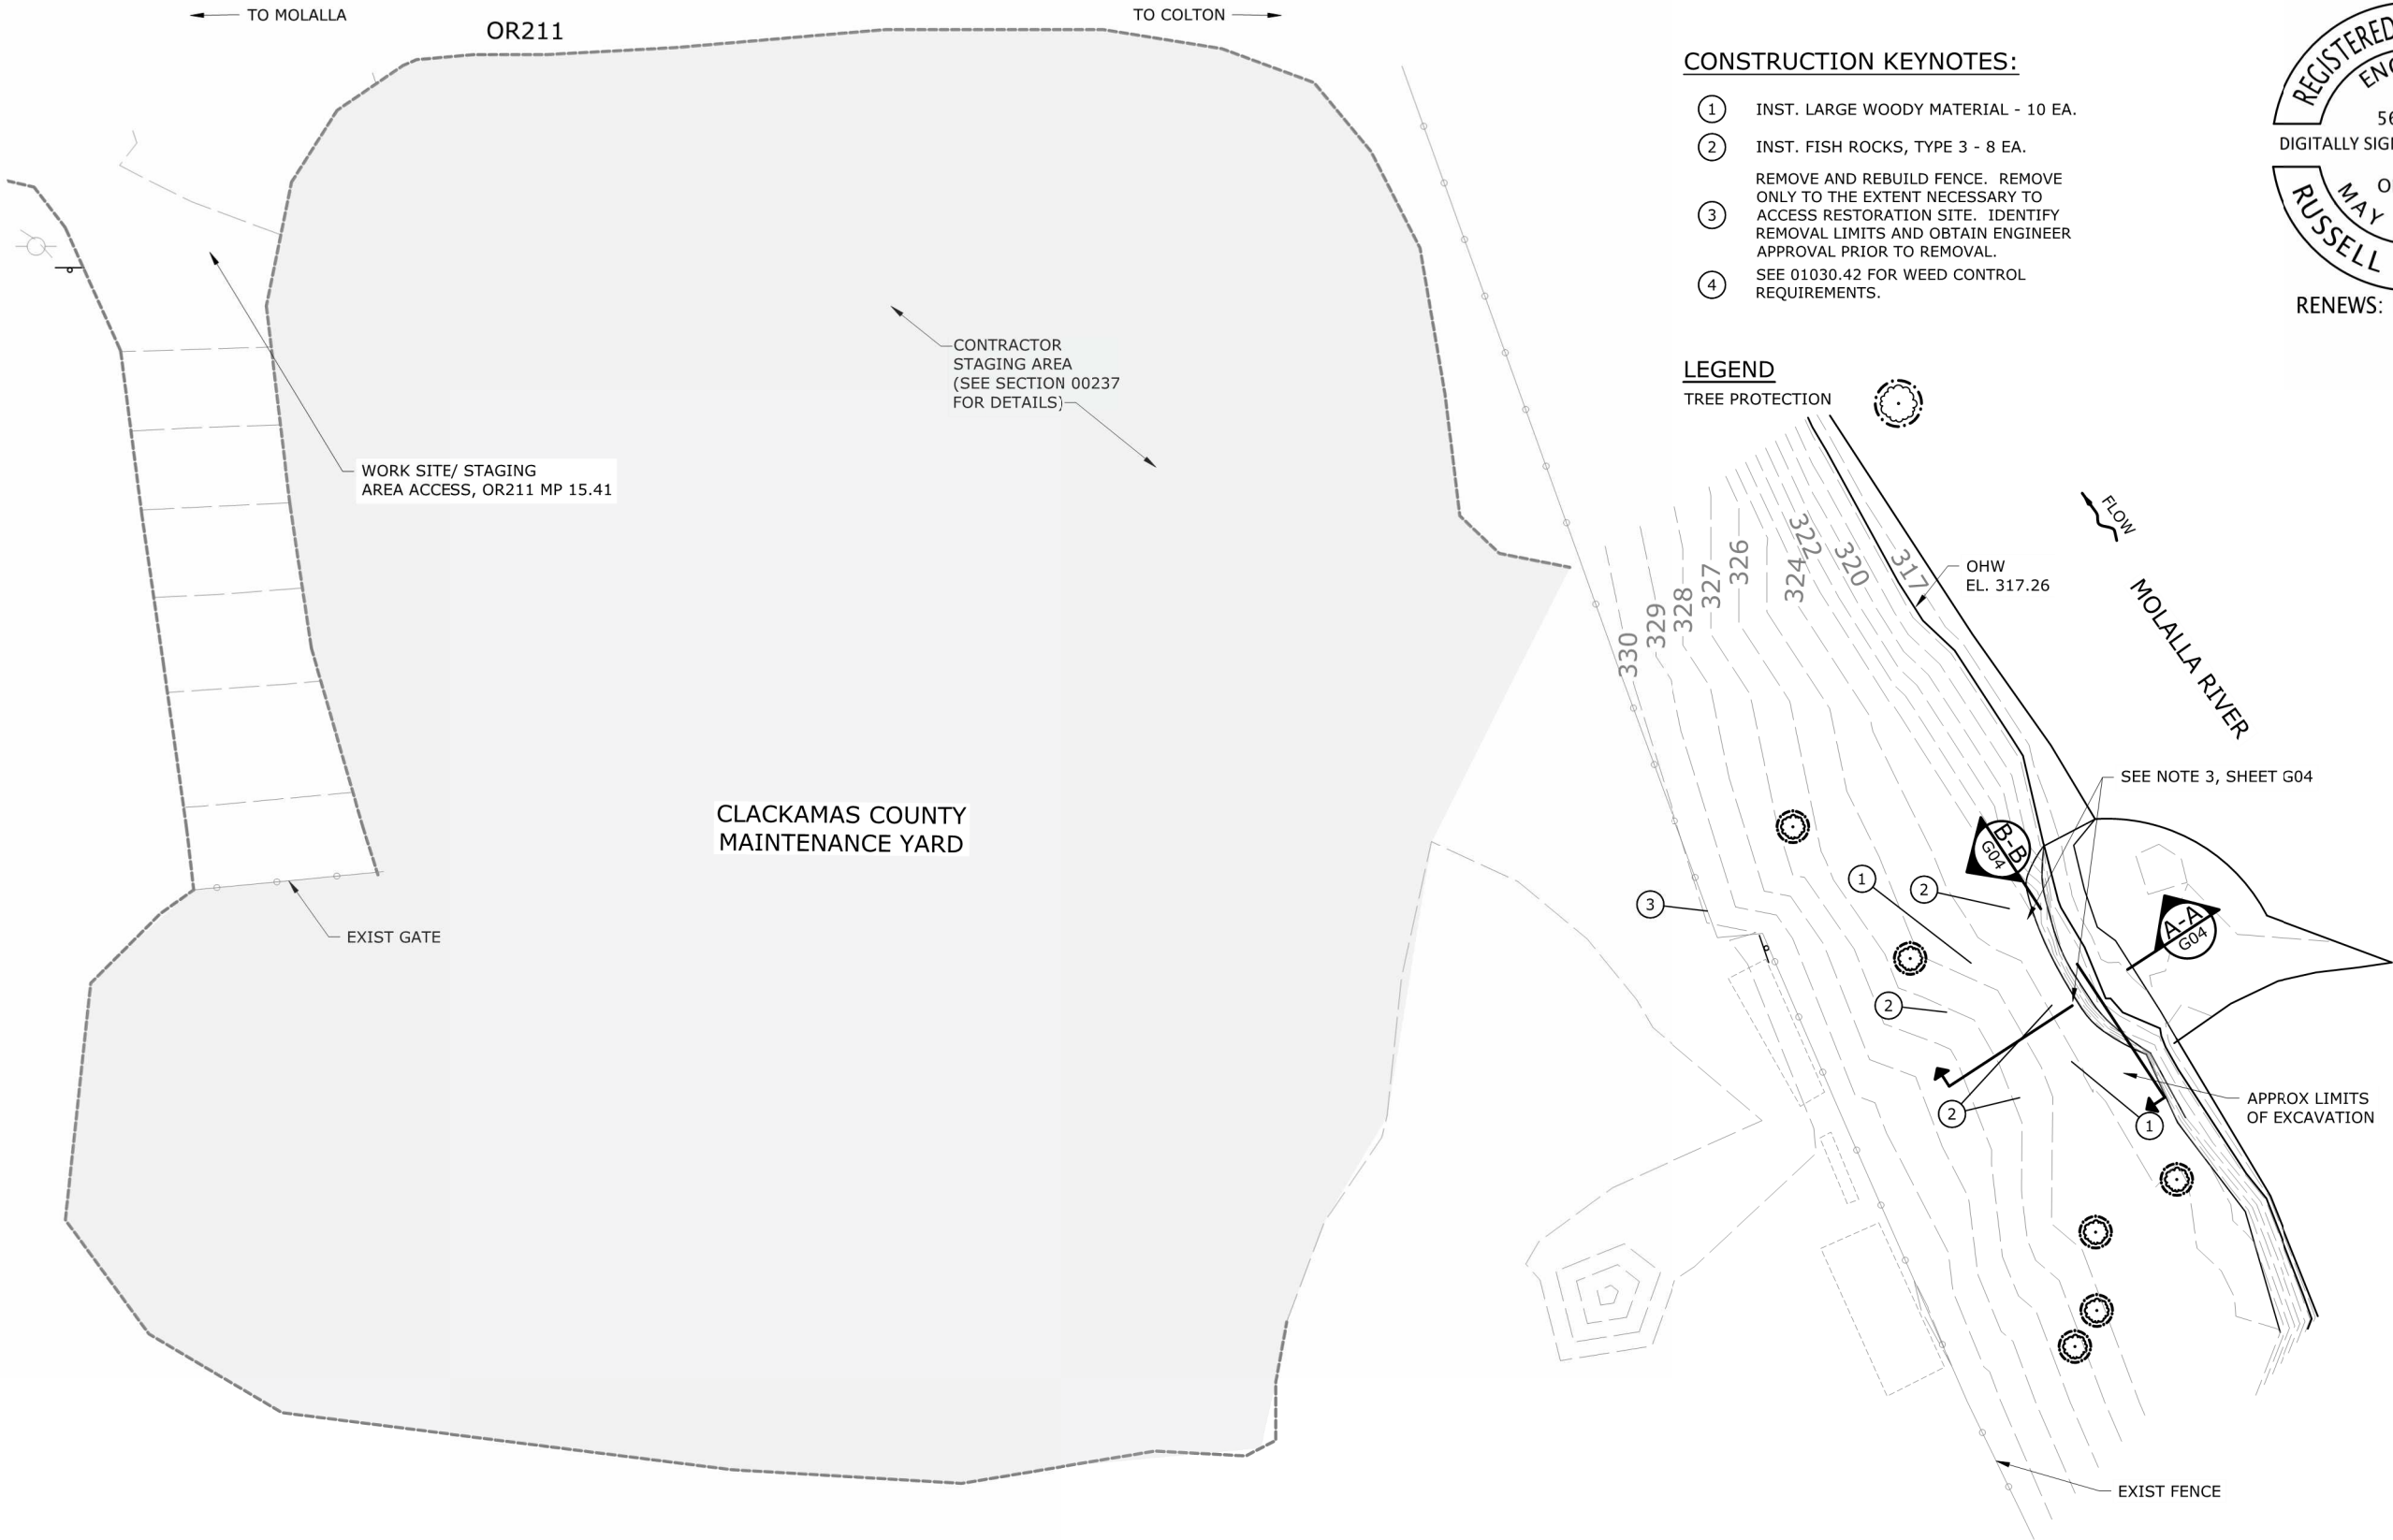 TO MOLALLA
OR211
TO COLTON
CONSTRUCTION KEYNOTES:
1 INST. LARGE WOODY MATERIAL - 10 EA.
2 INST. FISH ROCKS, TYPE 3 - 8 EA.
3 REMOVE AND REBUILD FENCE. REMOVE
ONLY TO THE EXTENT NECESSARY TO
ACCESS RESTORATION SITE. IDENTIFY
REMOVAL LIMITS AND OBTAIN ENGINEER
APPROVAL PRIOR TO REMOVAL.
4 SEE 01030.42 FOR WEED CONTROL
REQUIREMENTS.
REGISTERED
DIGITALLY
MAY
RUSSELL
RENEWS:
LEGEND
TREE PROTECTION
CONTRACTOR
STAGING AREA
(SEE SECTION 00237
FOR DETAILS)
WORK SITE/ STAGING
AREA ACCESS, OR211 MP 15.41
CLACKAMAS COUNTY
MAINTENANCE YARD
EXIST GATE
330
329
328
327
326
324
322
320
317
FLOW
OHW
EL. 317.26
MOLALLA RIVER
SEE NOTE 3, SHEET G04
B-B
G04
A-A
G04
1
2
3
2
2
1
APPROX LIMITS
OF EXCAVATION
EXIST FENCE